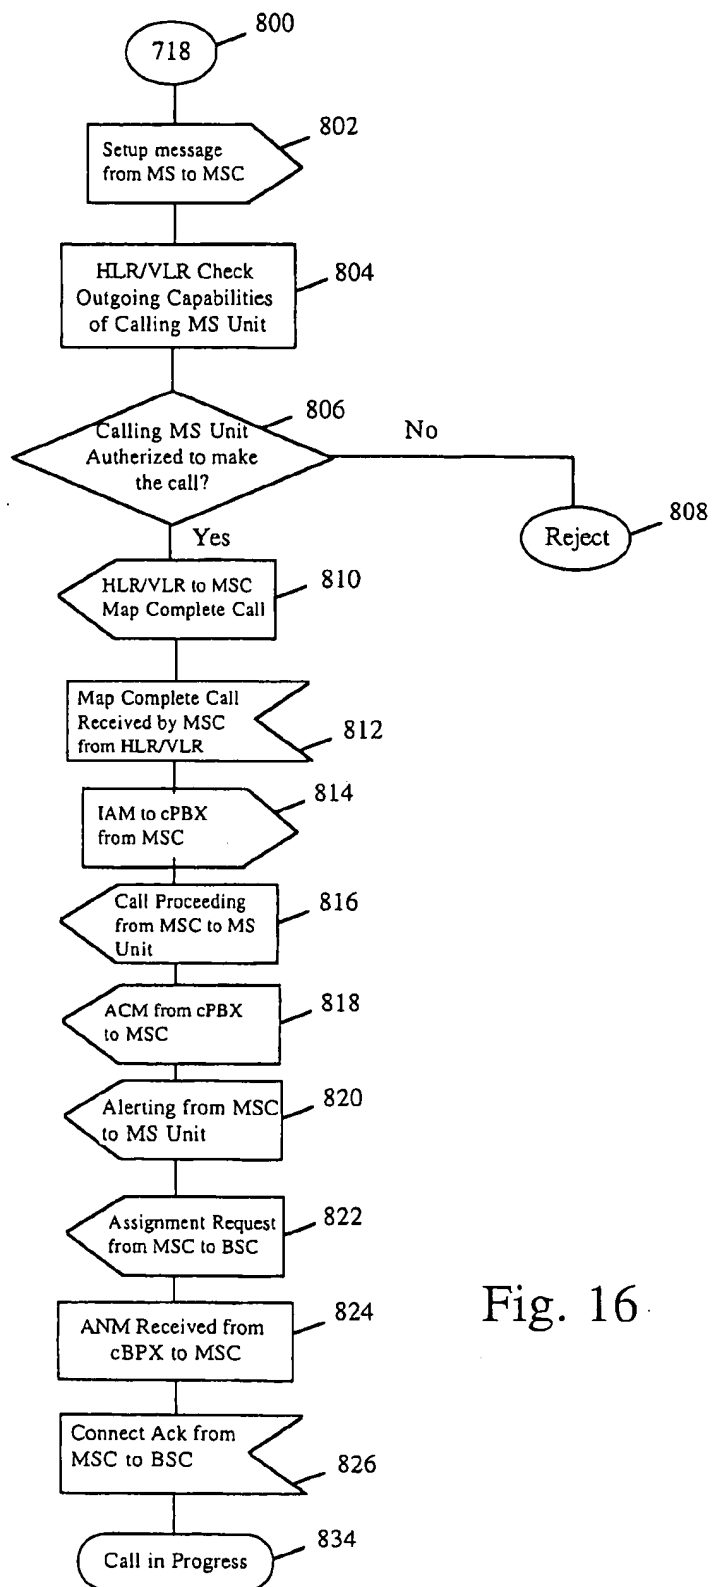 800
718
802
Setup message
from MS to MSC
HLR/VLR Check
Outgoing Capabilities
of Calling MS Unit
804
806
Calling MS Unit
Autherized to make
the call?
No
Yes
Reject
808
HLR/VLR to MSC
Map Complete Call
810
Map Complete Call
Received by MSC
from HLR/VLR
812
814
IAM to cPBX
from MSC
Call Proceeding
from MSC to MS
Unit
816
ACM from cPBX
to MSC
818
Alerting from MSC
to MS Unit
820
Assignment Request
from MSC to BSC
822
ANM Received from
cBPX to MSC
824
Fig. 16
Connect Ack from
MSC to BSC
826
Call in Progress
834